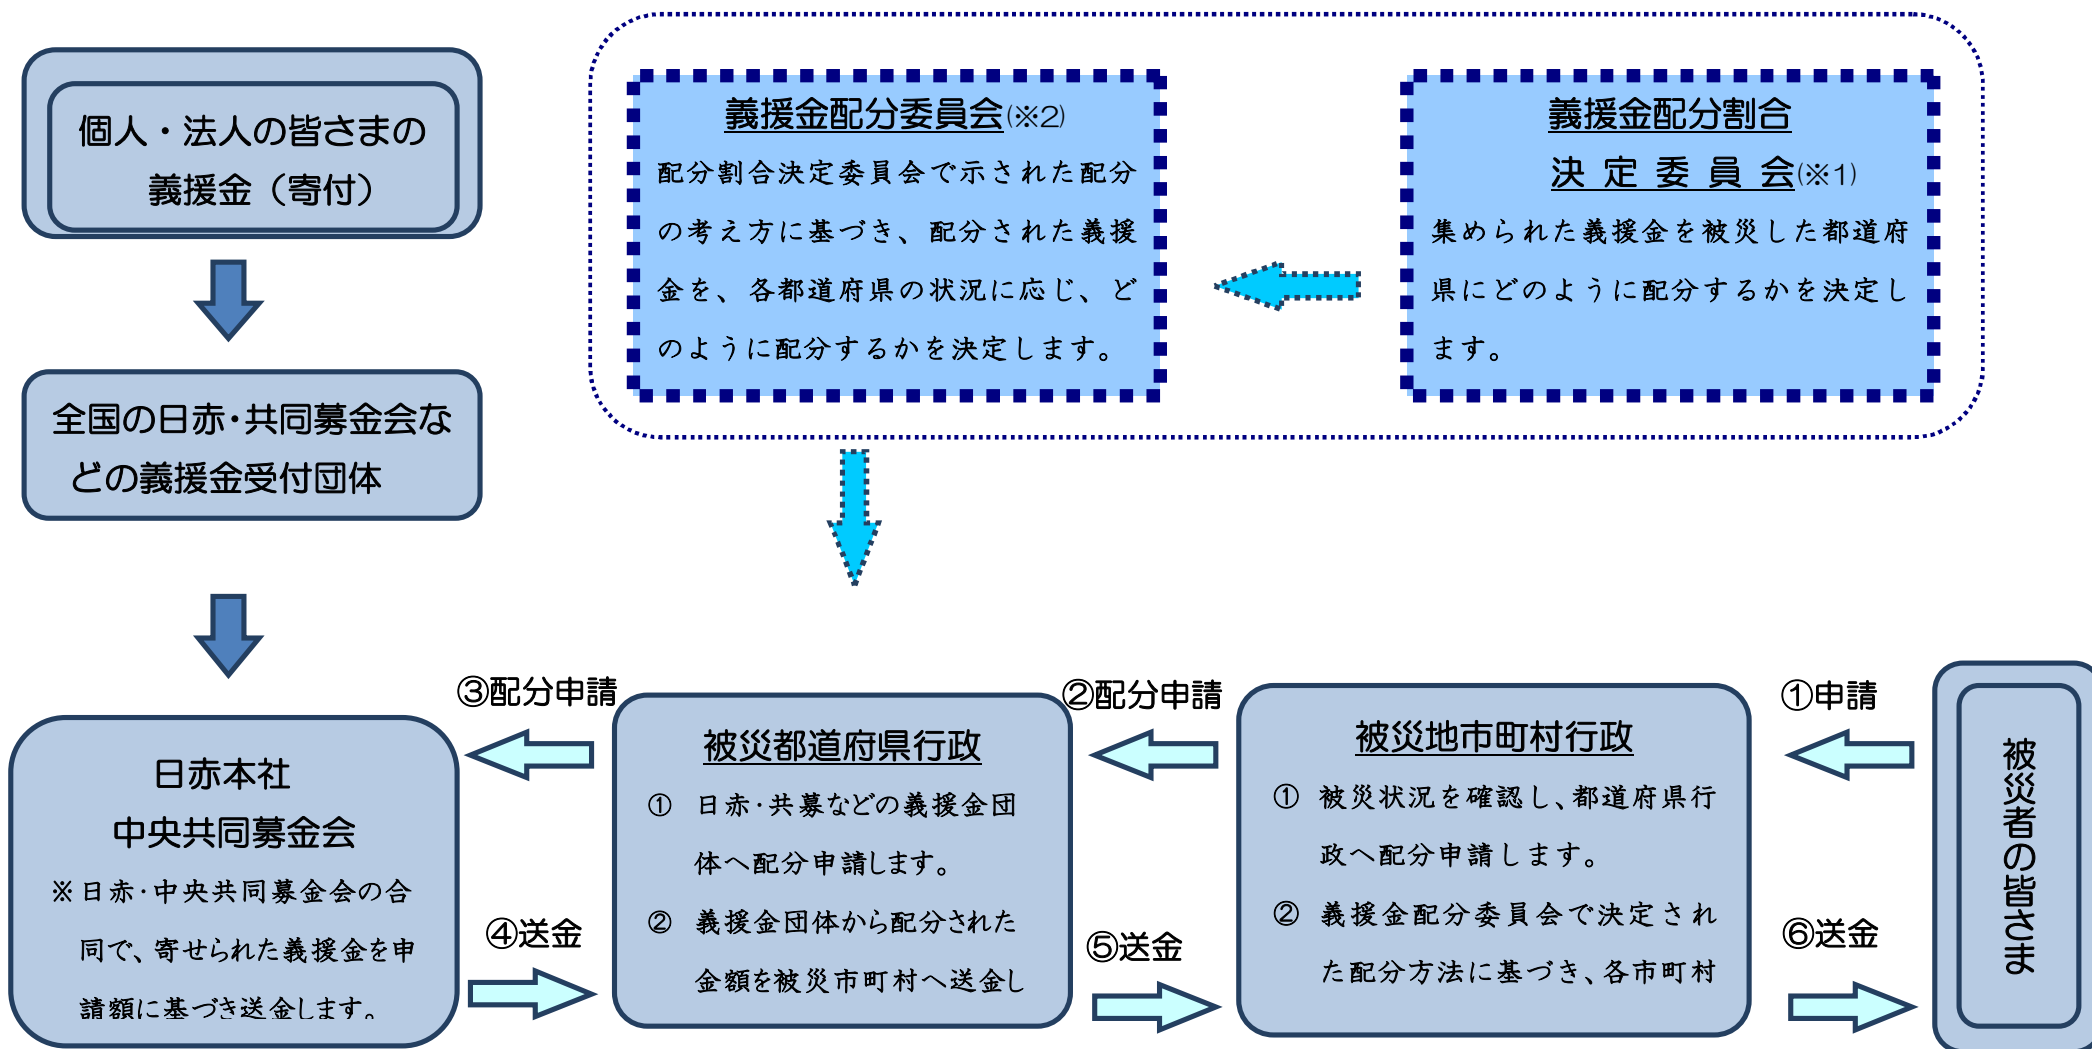 個人・法人の皆さまの
義援金（寄付）
全国の日赤・共同募金会な
どの義援金受付団体
義援金配分委員会(※2)
配分割合決定委員会で示された配分
の考え方に基づき、配分された義援
金を、各都道府県の状況に応じ、ど
のように配分するかを決定します。
義援金配分割合
決定委員会(※1)
集められた義援金を被災した都道府
県にどのように配分するかを決定し
ます。
日赤本社
中央共同募金会
※日赤・中央共同募金会の合
同で、寄せられた義援金を申
請額に基づき送金します。
③配分申請
④送金
被災都道府県行政
① 日赤・共募などの義援金団
体へ配分申請します。
② 義援金団体から配分された
金額を被災市町村へ送金し
②配分申請
⑤送金
被災地市町村行政
① 被災状況を確認し、都道府県行
政へ配分申請します。
② 義援金配分委員会で決定され
た配分方法に基づき、各市町村
①申請
⑥送金
被災者の皆さま